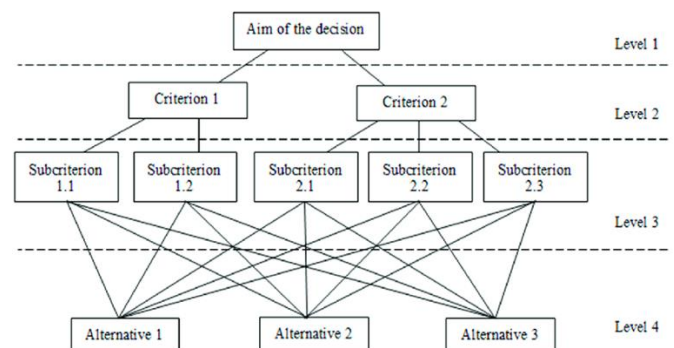 Aim of the decision
Level 1
Criterion 1
Criterion 2
Level 2
Subcriterion
1.1
Subcriterion
1.2
Subcriterion
2.1
Subcriterion
2.2
Subcriterion
2.3
Level 3
Alternative 1
Alternative 2
Alternative 3
Level 4